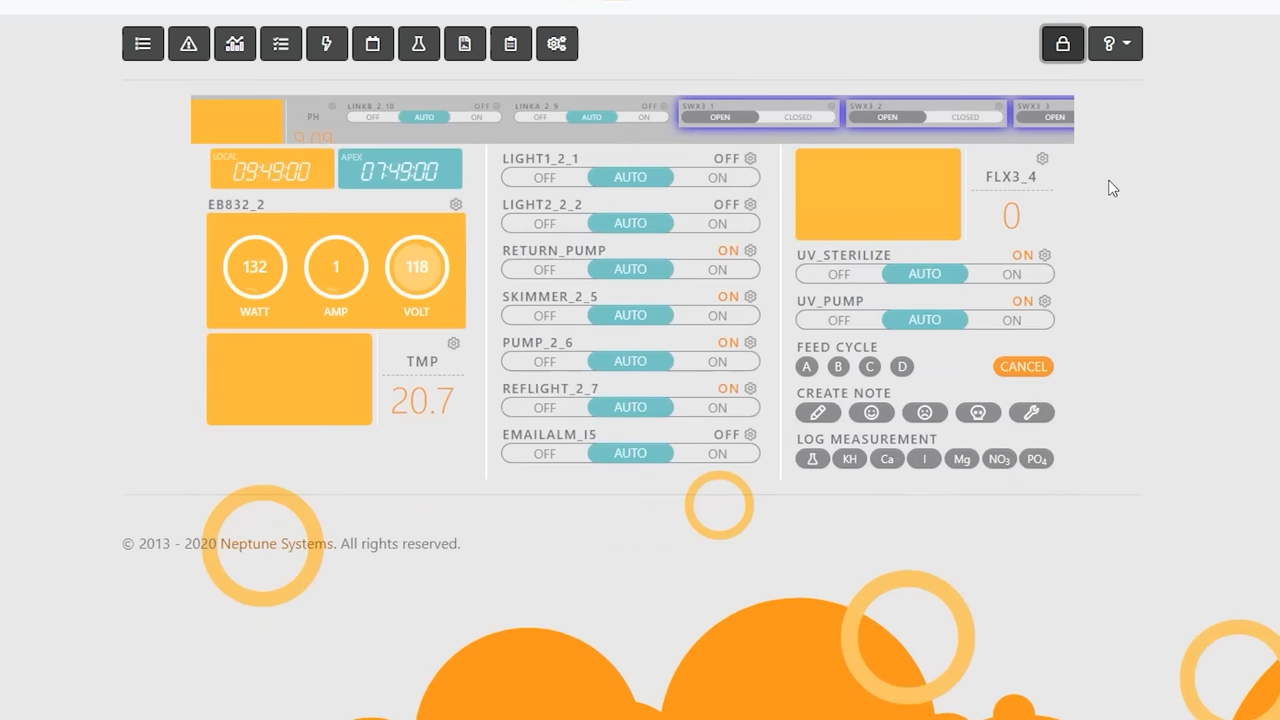 PH
9.09
LINKB_2_10 OFF
OFF AUTO ON
LINKA_2_9 OFF
OFF AUTO ON
SWX3_1
OPEN CLOSED
SWX3_2
OPEN CLOSED
SWX3_3
OPEN
LOCAL
09:49:00
APEX
07:49:00
EB832_2
132 1 118
WATT AMP VOLT
TMP
20.7
LIGHT1_2_1 OFF
OFF AUTO ON
LIGHT2_2_2 OFF
OFF AUTO ON
RETURN_PUMP ON
OFF AUTO ON
SKIMMER_2_5 ON
OFF AUTO ON
PUMP_2_6 ON
OFF AUTO ON
REFLIGHT_2_7 ON
OFF AUTO ON
EMAILALM_I5 OFF
OFF AUTO ON
FLX3_4
0
UV_STERILIZE ON
OFF AUTO ON
UV_PUMP ON
OFF AUTO ON
FEED CYCLE
A B C D CANCEL
CREATE NOTE
LOG MEASUREMENT
KH Ca I Mg NO₃ PO₄
© 2013 - 2020 Neptune Systems. All rights reserved.